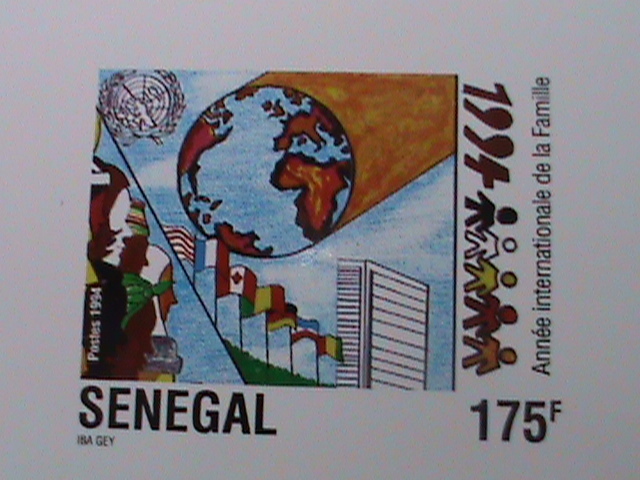 Postes 1994
1994
Année internationale de la Famille
SENEGAL
175F
IBA GEY